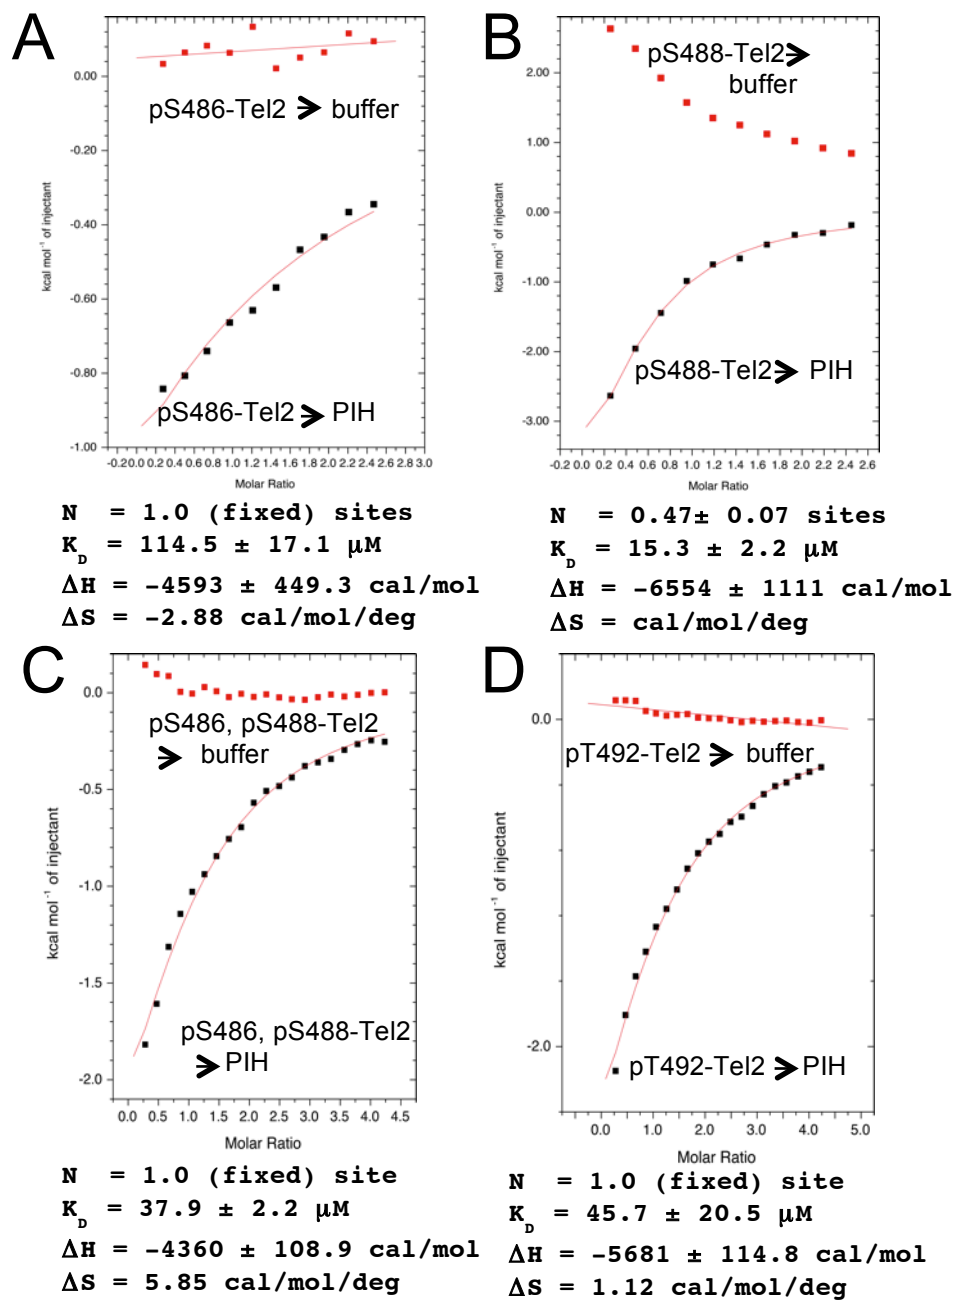 A
0.00
-0.20
-0.40
-0.60
-0.80
-1.00
kcal mol⁻¹ of injectant
pS486-Tel2 ➔ buffer
pS486-Tel2 ➔ PIH
-0.2 0.0 0.2 0.4 0.6 0.8 1.0 1.2 1.4 1.6 1.8 2.0 2.2 2.4 2.6 2.8 3.0
Molar Ratio
N = 1.0 (fixed) sites
K_D = 114.5 ± 17.1 µM
ΔH = -4593 ± 449.3 cal/mol
ΔS = -2.88 cal/mol/deg
B
2.00
1.00
0.00
-1.00
-2.00
-3.00
kcal mol⁻¹ of injectant
pS488-Tel2 ➔
buffer
pS488-Tel2 ➔ PIH
-0.2 0.0 0.2 0.4 0.6 0.8 1.0 1.2 1.4 1.6 1.8 2.0 2.2 2.4 2.6
Molar Ratio
N = 0.47± 0.07 sites
K_D = 15.3 ± 2.2 µM
ΔH = -6554 ± 1111 cal/mol
ΔS = cal/mol/deg
C
0.0
-0.5
-1.0
-1.5
-2.0
kcal mol⁻¹ of injectant
pS486, pS488-Tel2
➔ buffer
pS486, pS488-Tel2
➔ PIH
0.0 0.5 1.0 1.5 2.0 2.5 3.0 3.5 4.0 4.5
Molar Ratio
N = 1.0 (fixed) site
K_D = 37.9 ± 2.2 µM
ΔH = -4360 ± 108.9 cal/mol
ΔS = 5.85 cal/mol/deg
D
0.0
-2.0
kcal mol⁻¹ of injectant
pT492-Tel2 ➔ buffer
pT492-Tel2 ➔ PIH
0.0 1.0 2.0 3.0 4.0 5.0
Molar Ratio
N = 1.0 (fixed) site
K_D = 45.7 ± 20.5 µM
ΔH = -5681 ± 114.8 cal/mol
ΔS = 1.12 cal/mol/deg